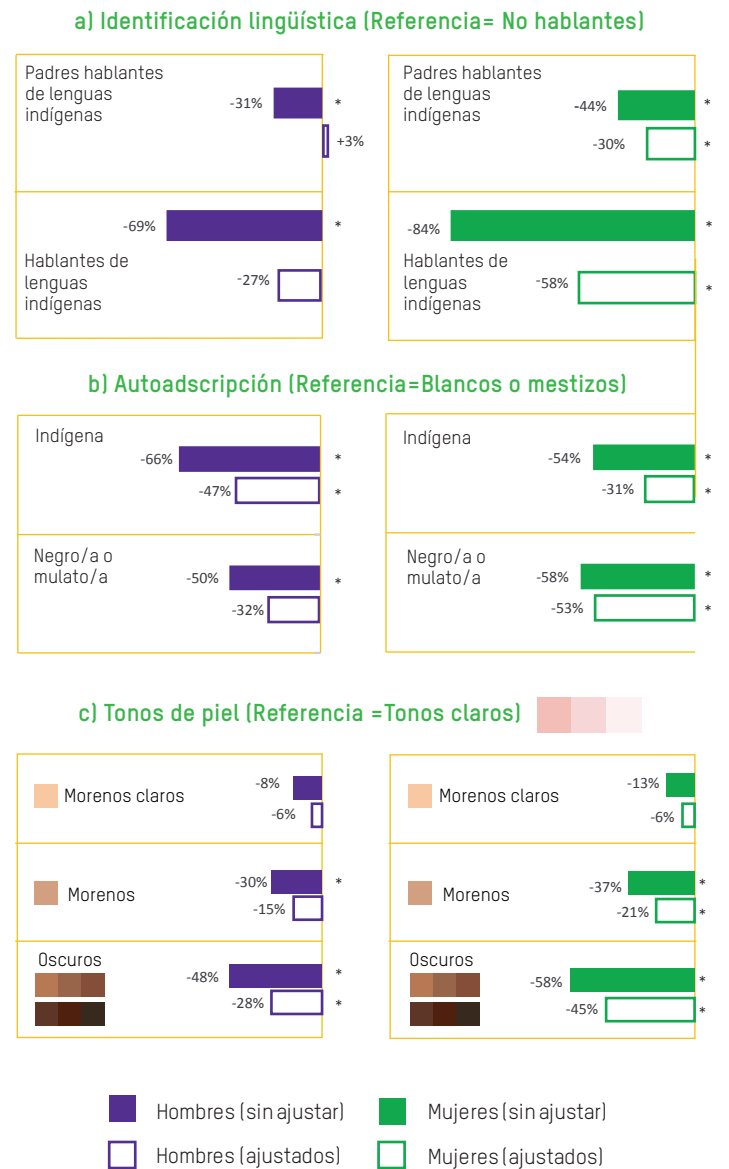 a) Identificación lingüística (Referencia= No hablantes)
Padres hablantes
de lenguas
indígenas
-31%
*
+3%
Padres hablantes
de lenguas
indígenas
-44%
*
-30%
*
-69%
*
Hablantes de
lenguas
indígenas
-27%
-84%
*
Hablantes de
lenguas
indígenas
-58%
*
b) Autoadscripción (Referencia=Blancos o mestizos)
Indígena
-66%
*
-47%
*
Indígena
-54%
*
-31%
*
Negro/a o
mulato/a
-50%
*
-32%
Negro/a o
mulato/a
-58%
*
-53%
*
c) Tonos de piel (Referencia =Tonos claros)
Morenos claros
-8%
-6%
Morenos claros
-13%
-6%
Morenos
-30%
*
-15%
Morenos
-37%
*
-21%
*
Oscuros
-48%
*
-28%
*
Oscuros
-58%
*
-45%
*
Hombres (sin ajustar)
Mujeres (sin ajustar)
Hombres (ajustados)
Mujeres (ajustados)